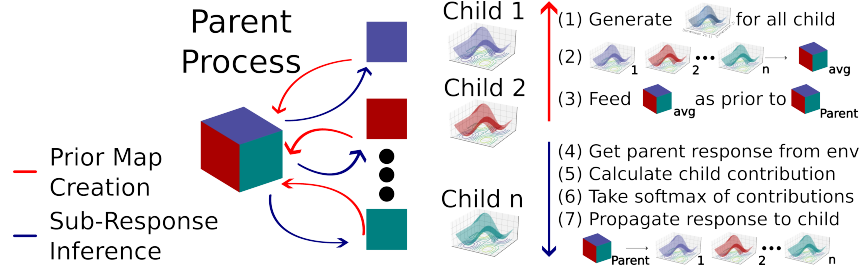 Parent
Process
Prior Map
Creation
Sub-Response
Inference
Child 1
Child 2
Child n
(1) Generate for all child
(2) 1 2 n avg
(3) Feed avg as prior to Parent
(4) Get parent response from env
(5) Calculate child contribution
(6) Take softmax of contributions
(7) Propagate response to child
Parent 1 2 n